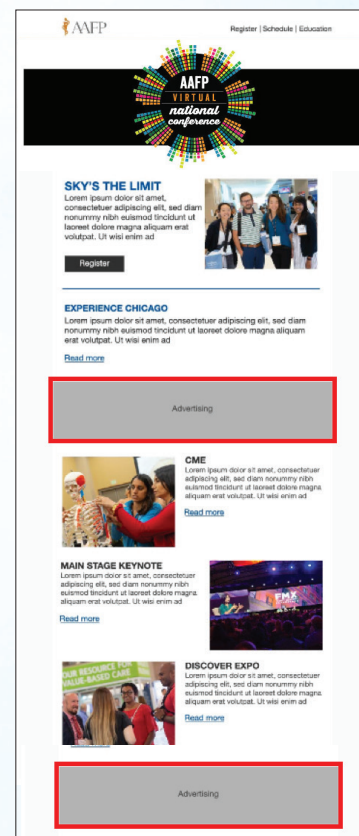 AAFP
Register | Schedule | Education
AAFP
VIRTUAL
national
conference
SKY'S THE LIMIT
Lorem ipsum dolor sit amet,
consectetuer adipiscing elit, sed diam
nonummy nibh euismod tincidunt ut
laoreet dolore magna aliquam erat
volutpat. Ut wisi enim ad
Register
EXPERIENCE CHICAGO
Lorem ipsum dolor sit amet, consectetuer adipiscing elit, sed diam
nonummy nibh euismod tincidunt ut laoreet dolore magna aliquam
erat volutpat. Ut wisi enim ad
Read more
Advertising
CME
Lorem ipsum dolor sit amet, consectetuer
adipiscing elit, sed diam nonummy nibh
euismod tincidunt ut laoreet dolore magna
aliquam erat volutpat. Ut wisi enim ad
Read more
MAIN STAGE KEYNOTE
Lorem ipsum dolor sit amet, consectetuer
adipiscing elit, sed diam nonummy nibh
euismod tincidunt ut laoreet dolore magna
aliquam erat volutpat. Ut wisi enim ad
Read more
FMX
OUR RESOURCE FOR
VALUE-BASED CARE
DISCOVER EXPO
Lorem ipsum dolor sit amet, consectetuer
adipiscing elit, sed diam nonummy nibh
euismod tincidunt ut laoreet dolore magna
aliquam erat volutpat. Ut wisi enim ad
Read more
Advertising